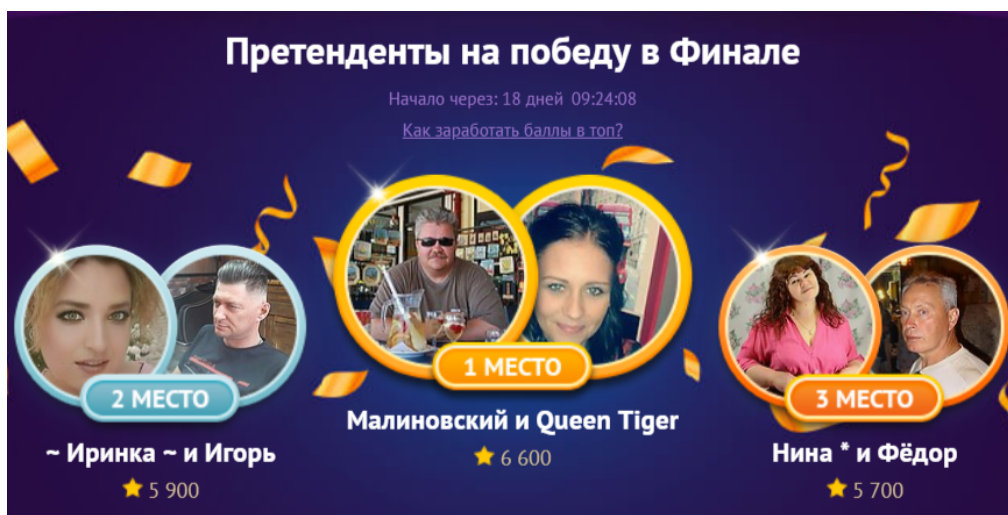 Претенденты на победу в Финале
Начало через: 18 дней 09:24:08
Как заработать баллы в топ?
1 МЕСТО
Малиновский и Queen Tiger
6 600
2 МЕСТО
~ Иринка ~ и Игорь
5 900
3 МЕСТО
Нина * и Фёдор
5 700